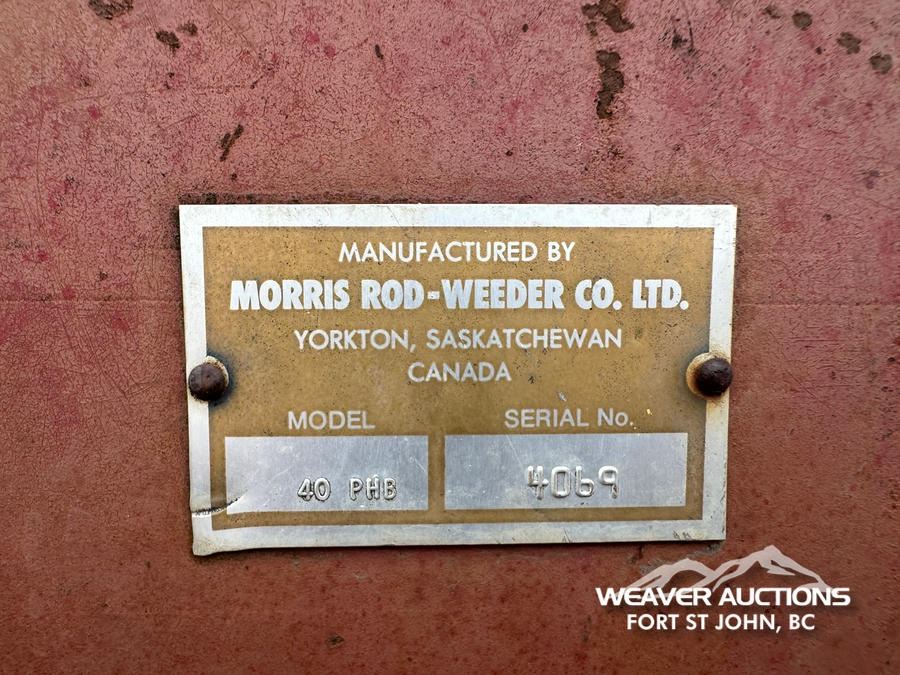 MANUFACTURED BY
MORRIS ROD-WEEDER CO. LTD.
YORKTON, SASKATCHEWAN
CANADA
MODEL SERIAL No.
40 PHB 4069
WEAVER AUCTIONS
FORT ST JOHN, BC